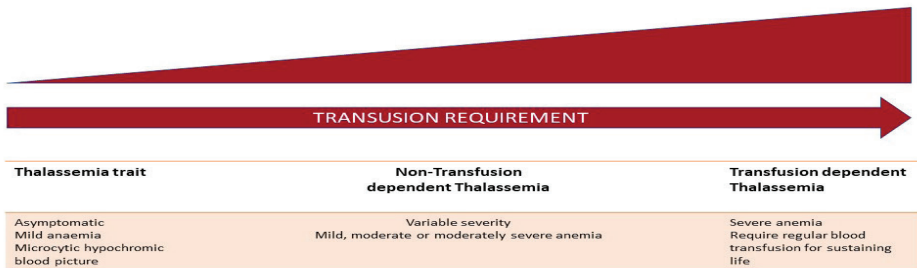 TRANSUSION REQUIREMENT
Thalassemia trait
Non-Transfusion
dependent Thalassemia
Transfusion dependent
Thalassemia
Asymptomatic
Mild anaemia
Microcytic hypochromic
blood picture
Variable severity
Mild, moderate or moderately severe anemia
Severe anemia
Require regular blood
transfusion for sustaining
life